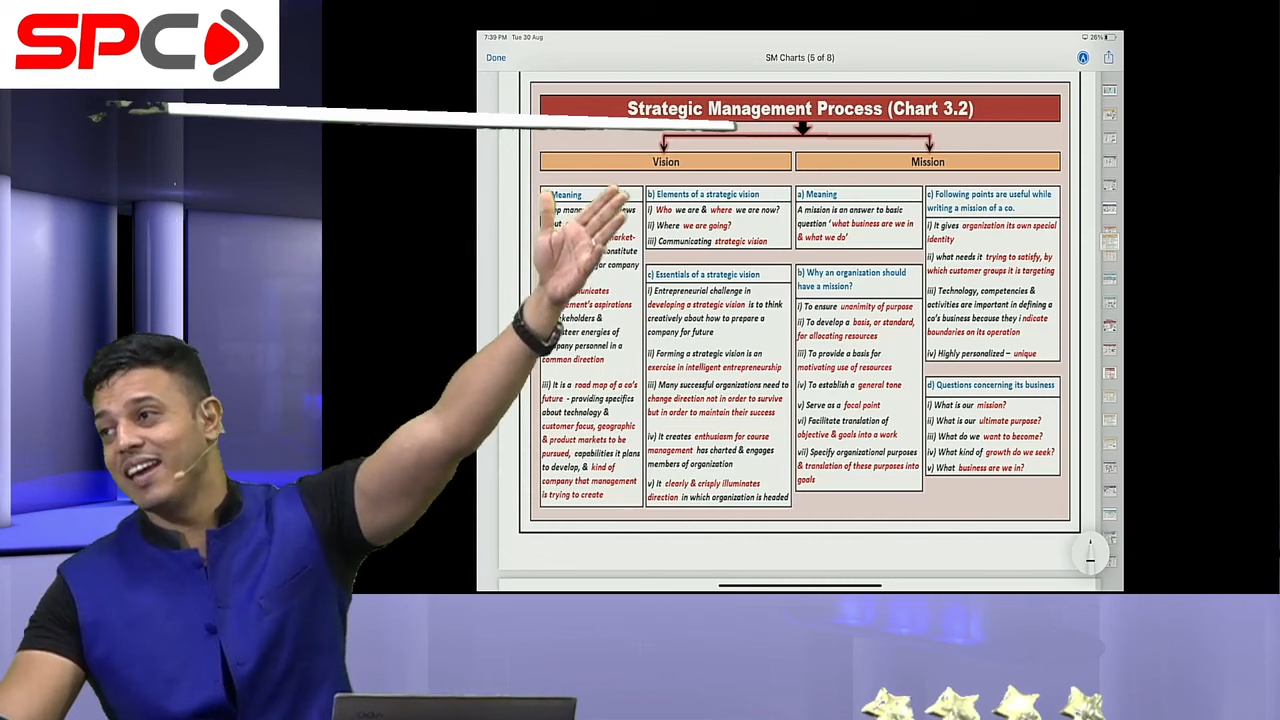 SPC
7:39 PM Tue 30 Aug
26%
Done
SM Charts (5 of 8)
Strategic Management Process (Chart 3.2)
Vision
Mission
Meaning
market-
constitute
for company
aspirations
&
energies of
personnel in a
common direction
iii) It is a road map of a co's
future - providing specifics
about technology &
customer focus, geographic
& product markets to be
pursued, capabilities it plans
to develop, & kind of
company that management
is trying to create
b) Elements of a strategic vision
i) Who we are & where we are now?
ii) Where we are going?
iii) Communicating strategic vision
c) Essentials of a strategic vision
i) Entrepreneurial challenge in
developing a strategic vision is to think
creatively about how to prepare a
company for future
ii) Forming a strategic vision is an
exercise in intelligent entrepreneurship
iii) Many successful organizations need to
change direction not in order to survive
but in order to maintain their success
iv) It creates enthusiasm for course
management has charted & engages
members of organization
v) It clearly & crisply illuminates
direction in which organization is headed
a) Meaning
A mission is an answer to basic
question 'what business are we in
& what we do'
b) Why an organization should
have a mission?
i) To ensure unanimity of purpose
ii) To develop a basis, or standard,
for allocating resources
iii) To provide a basis for
motivating use of resources
iv) To establish a general tone
v) Serve as a focal point
vi) Facilitate translation of
objective & goals into a work
vii) Specify organizational purposes
& translation of these purposes into
goals
c) Following points are useful while
writing a mission of a co.
i) It gives organization its own special
identity
ii) what needs it trying to satisfy, by
which customer groups it is targeting
iii) Technology, competencies &
activities are important in defining a
co's business because they i ndicate
boundaries on its operation
iv) Highly personalized – unique
d) Questions concerning its business
i) What is our mission?
ii) What is our ultimate purpose?
iii) What do we want to become?
iv) What kind of growth do we seek?
v) What business are we in?